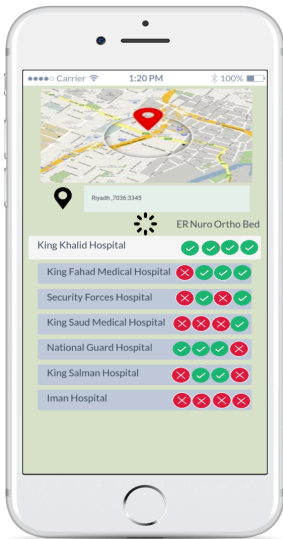 Carrier 1:20 PM 100%
Riyadh ,7036:3345
ER Nuro Ortho Bed
King Khalid Hospital
King Fahad Medical Hospital
Security Forces Hospital
King Saud Medical Hospital
National Guard Hospital
King Salman Hospital
Iman Hospital